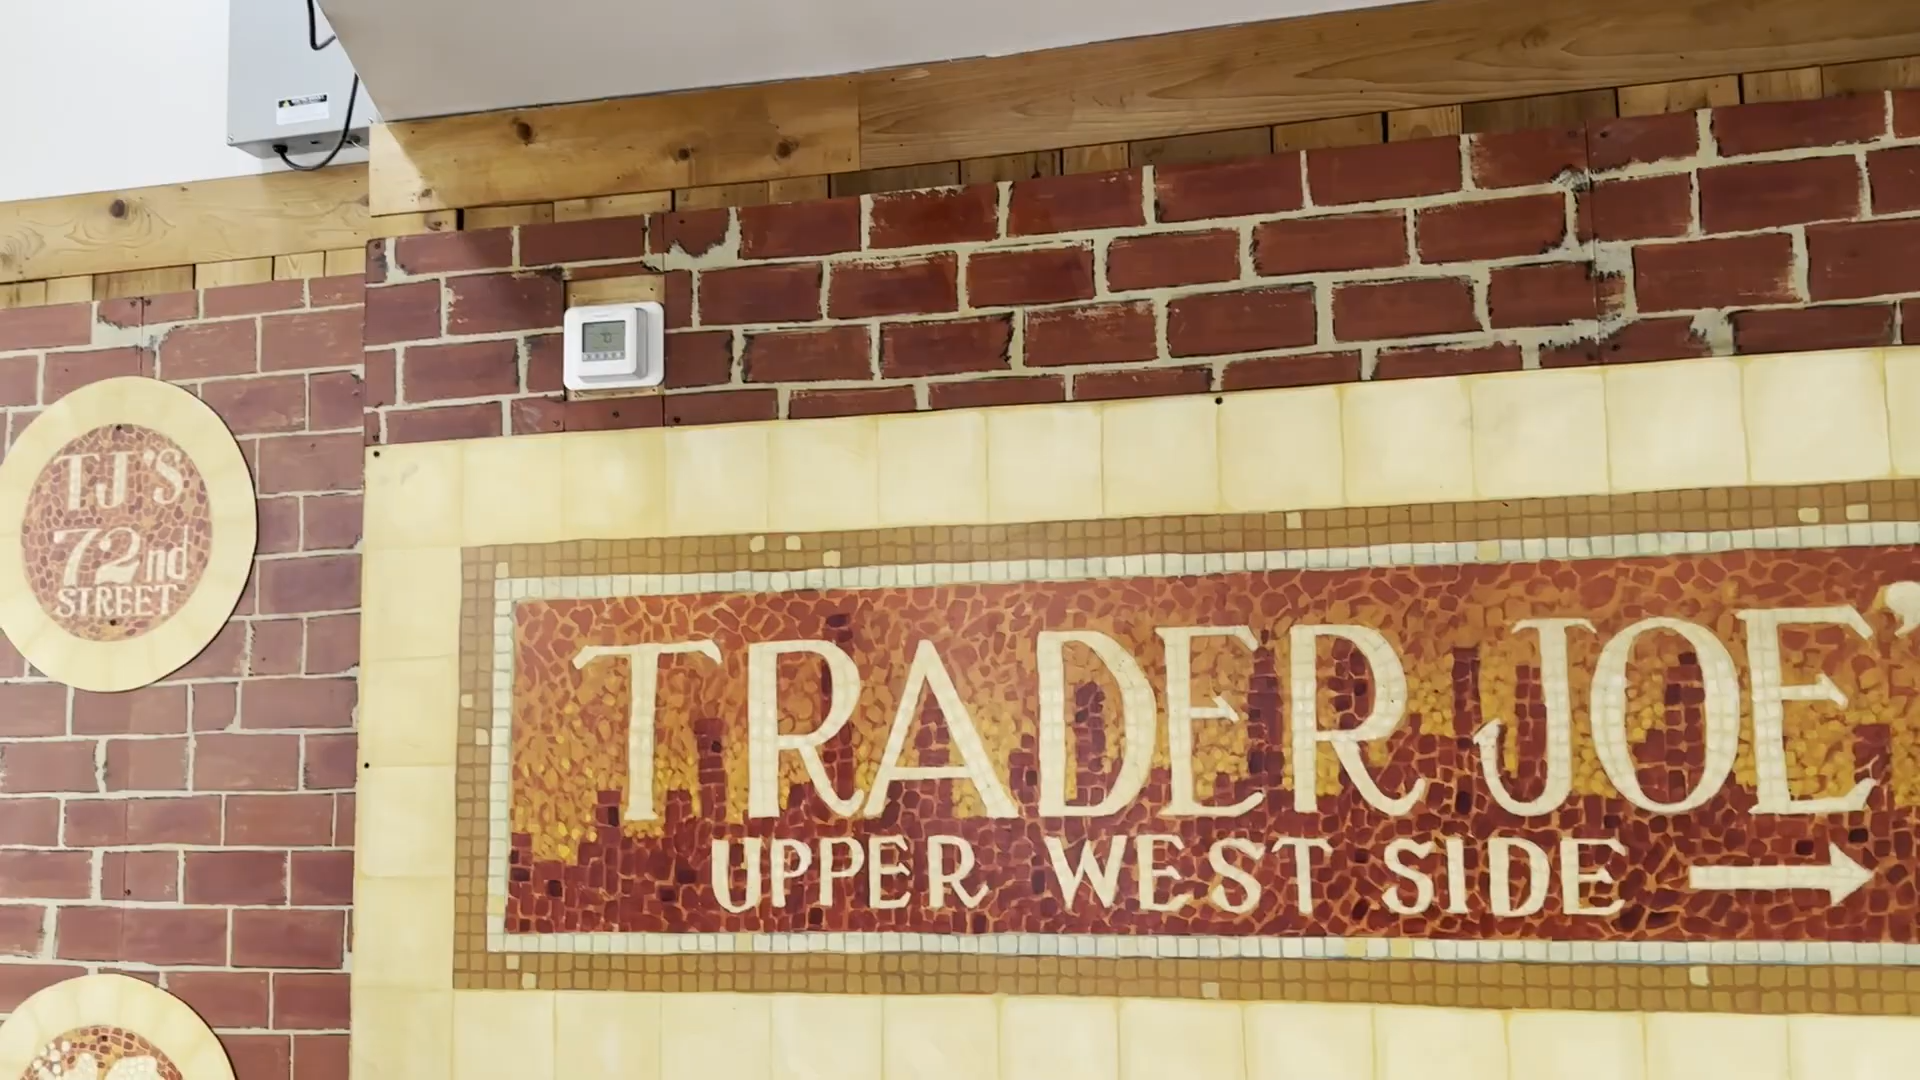 TJ'S
72nd
STREET
TRADER JOE'
UPPER WEST SIDE →